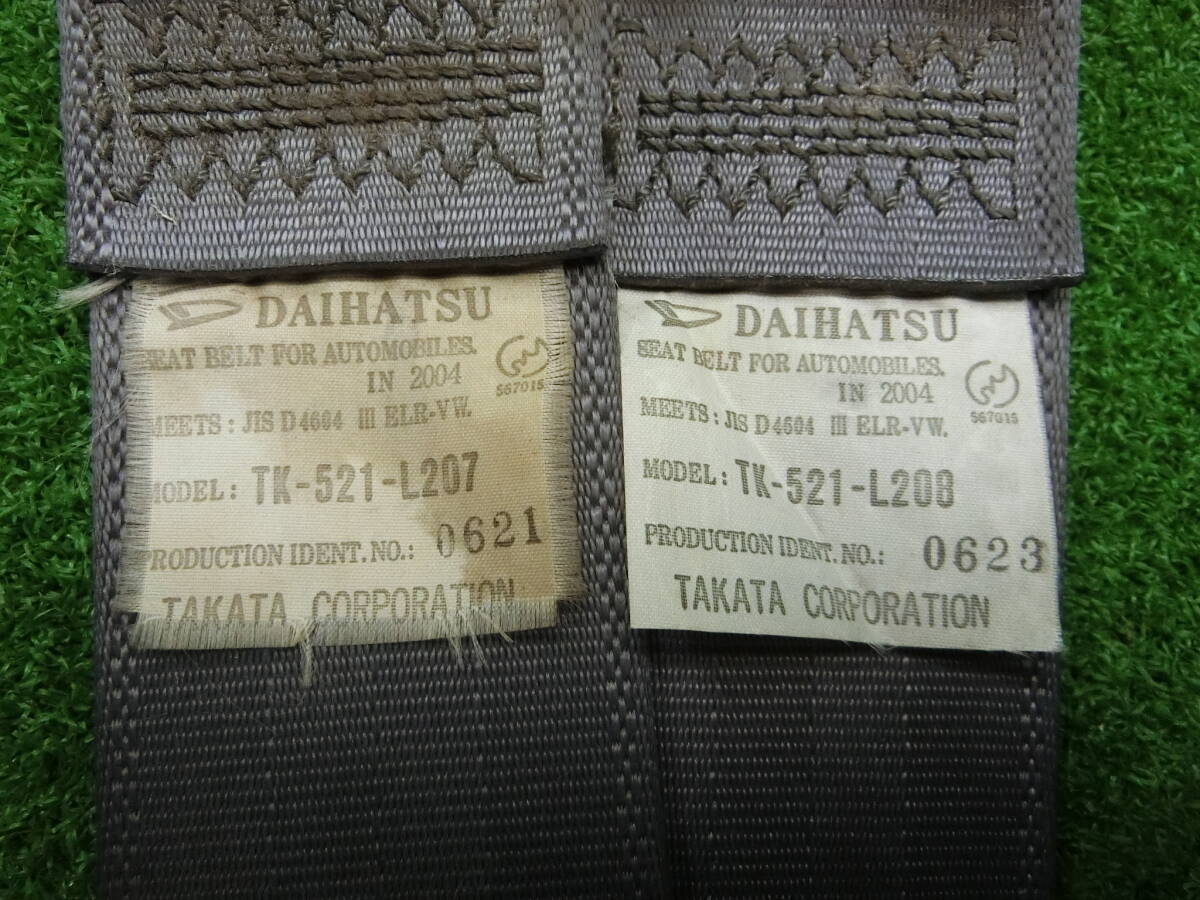 DAIHATSU
SEAT BELT FOR AUTOMOBILES.
IN 2004
567015
MEETS: JIS D4604 III ELR-VW.
MODEL: TK-521-L207
PRODUCTION IDENT. NO.: 0621
TAKATA CORPORATION
DAIHATSU
SEAT BELT FOR AUTOMOBILES.
IN 2004
567015
MEETS: JIS D4604 III ELR-VW.
MODEL: TK-521-L208
PRODUCTION IDENT. NO.: 0623
TAKATA CORPORATION